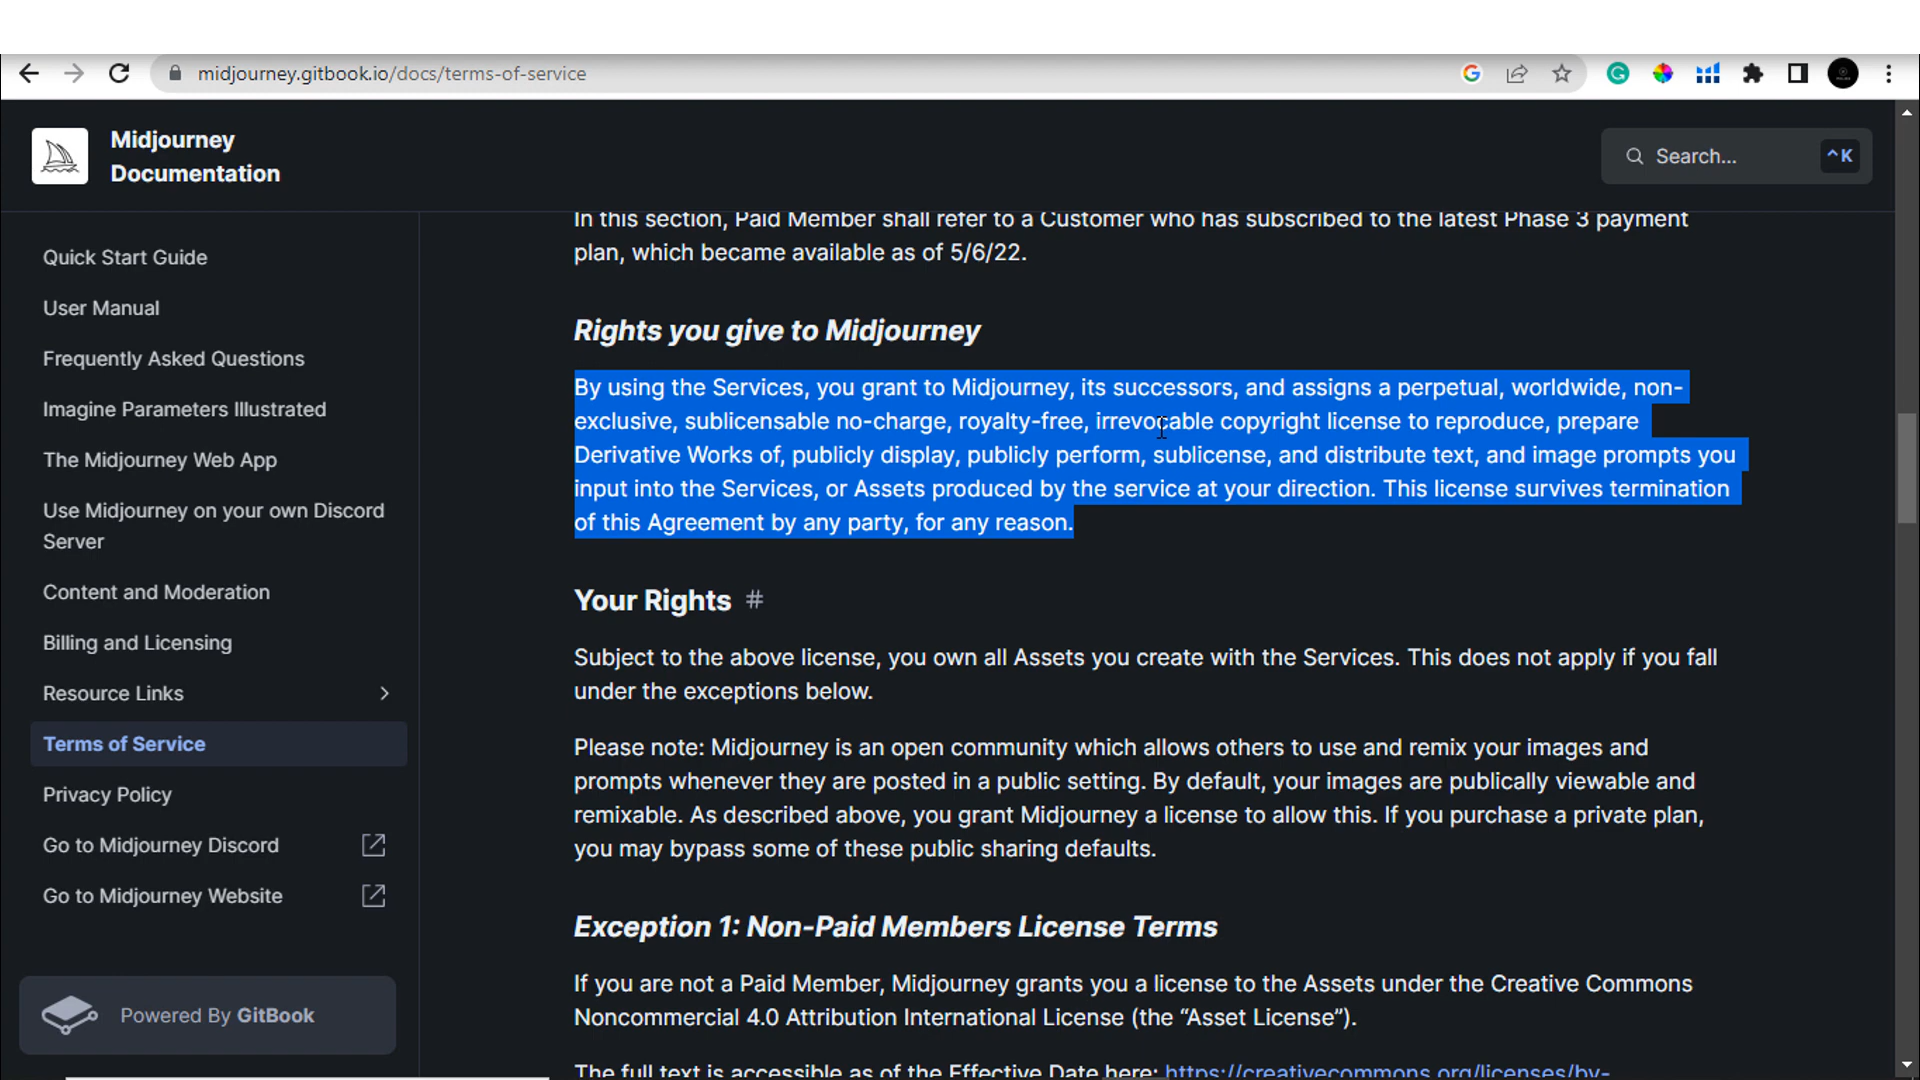 midjourney.gitbook.io/docs/terms-of-service
Midjourney
Documentation
Search...
^K
Quick Start Guide
User Manual
Frequently Asked Questions
Imagine Parameters Illustrated
The Midjourney Web App
Use Midjourney on your own Discord
Server
Content and Moderation
Billing and Licensing
Resource Links
Terms of Service
Privacy Policy
Go to Midjourney Discord
Go to Midjourney Website
Powered By GitBook
In this section, Paid Member shall refer to a Customer who has subscribed to the latest Phase 3 payment
plan, which became available as of 5/6/22.
Rights you give to Midjourney
By using the Services, you grant to Midjourney, its successors, and assigns a perpetual, worldwide, non-
exclusive, sublicensable no-charge, royalty-free, irrevocable copyright license to reproduce, prepare
Derivative Works of, publicly display, publicly perform, sublicense, and distribute text, and image prompts you
input into the Services, or Assets produced by the service at your direction. This license survives termination
of this Agreement by any party, for any reason.
Your Rights #
Subject to the above license, you own all Assets you create with the Services. This does not apply if you fall
under the exceptions below.
Please note: Midjourney is an open community which allows others to use and remix your images and
prompts whenever they are posted in a public setting. By default, your images are publically viewable and
remixable. As described above, you grant Midjourney a license to allow this. If you purchase a private plan,
you may bypass some of these public sharing defaults.
Exception 1: Non-Paid Members License Terms
If you are not a Paid Member, Midjourney grants you a license to the Assets under the Creative Commons
Noncommercial 4.0 Attribution International License (the “Asset License”).
The full text is accessible as of the Effective Date here: https://creativecommons.org/licenses/by-